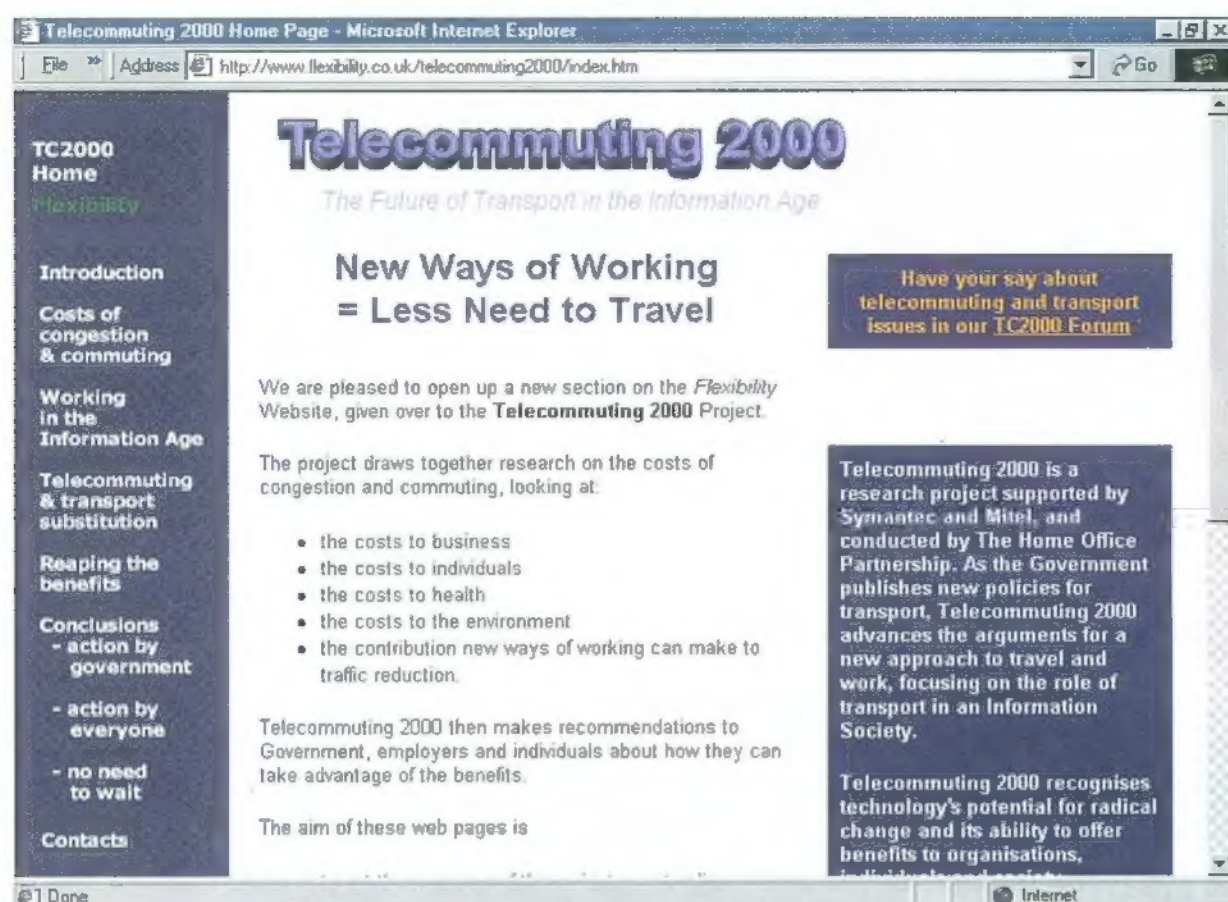 Telecommuting 2000 Home Page - Microsoft Internet Explorer
File » Address http://www.flexibility.co.uk/telecommuting2000/index.htm Go
TC2000
Home
Flexibility
Introduction
Costs of
congestion
& commuting
Working
in the
Information Age
Telecommuting
& transport
substitution
Reaping the
benefits
Conclusions
- action by
government
- action by
everyone
- no need
to wait
Contacts
Telecommuting 2000
The Future of Transport in the Information Age
New Ways of Working
= Less Need to Travel
We are pleased to open up a new section on the Flexibility
Website, given over to the Telecommuting 2000 Project.
The project draws together research on the costs of
congestion and commuting, looking at:
• the costs to business
• the costs to individuals
• the costs to health
• the costs to the environment
• the contribution new ways of working can make to
traffic reduction.
Telecommuting 2000 then makes recommendations to
Government, employers and individuals about how they can
take advantage of the benefits.
The aim of these web pages is
Have your say about
telecommuting and transport
issues in our TC2000 Forum
Telecommuting 2000 is a
research project supported by
Symantec and Mitel, and
conducted by The Home Office
Partnership. As the Government
publishes new policies for
transport, Telecommuting 2000
advances the arguments for a
new approach to travel and
work, focusing on the role of
transport in an Information
Society.
Telecommuting 2000 recognises
technology's potential for radical
change and its ability to offer
benefits to organisations,
Done
Internet